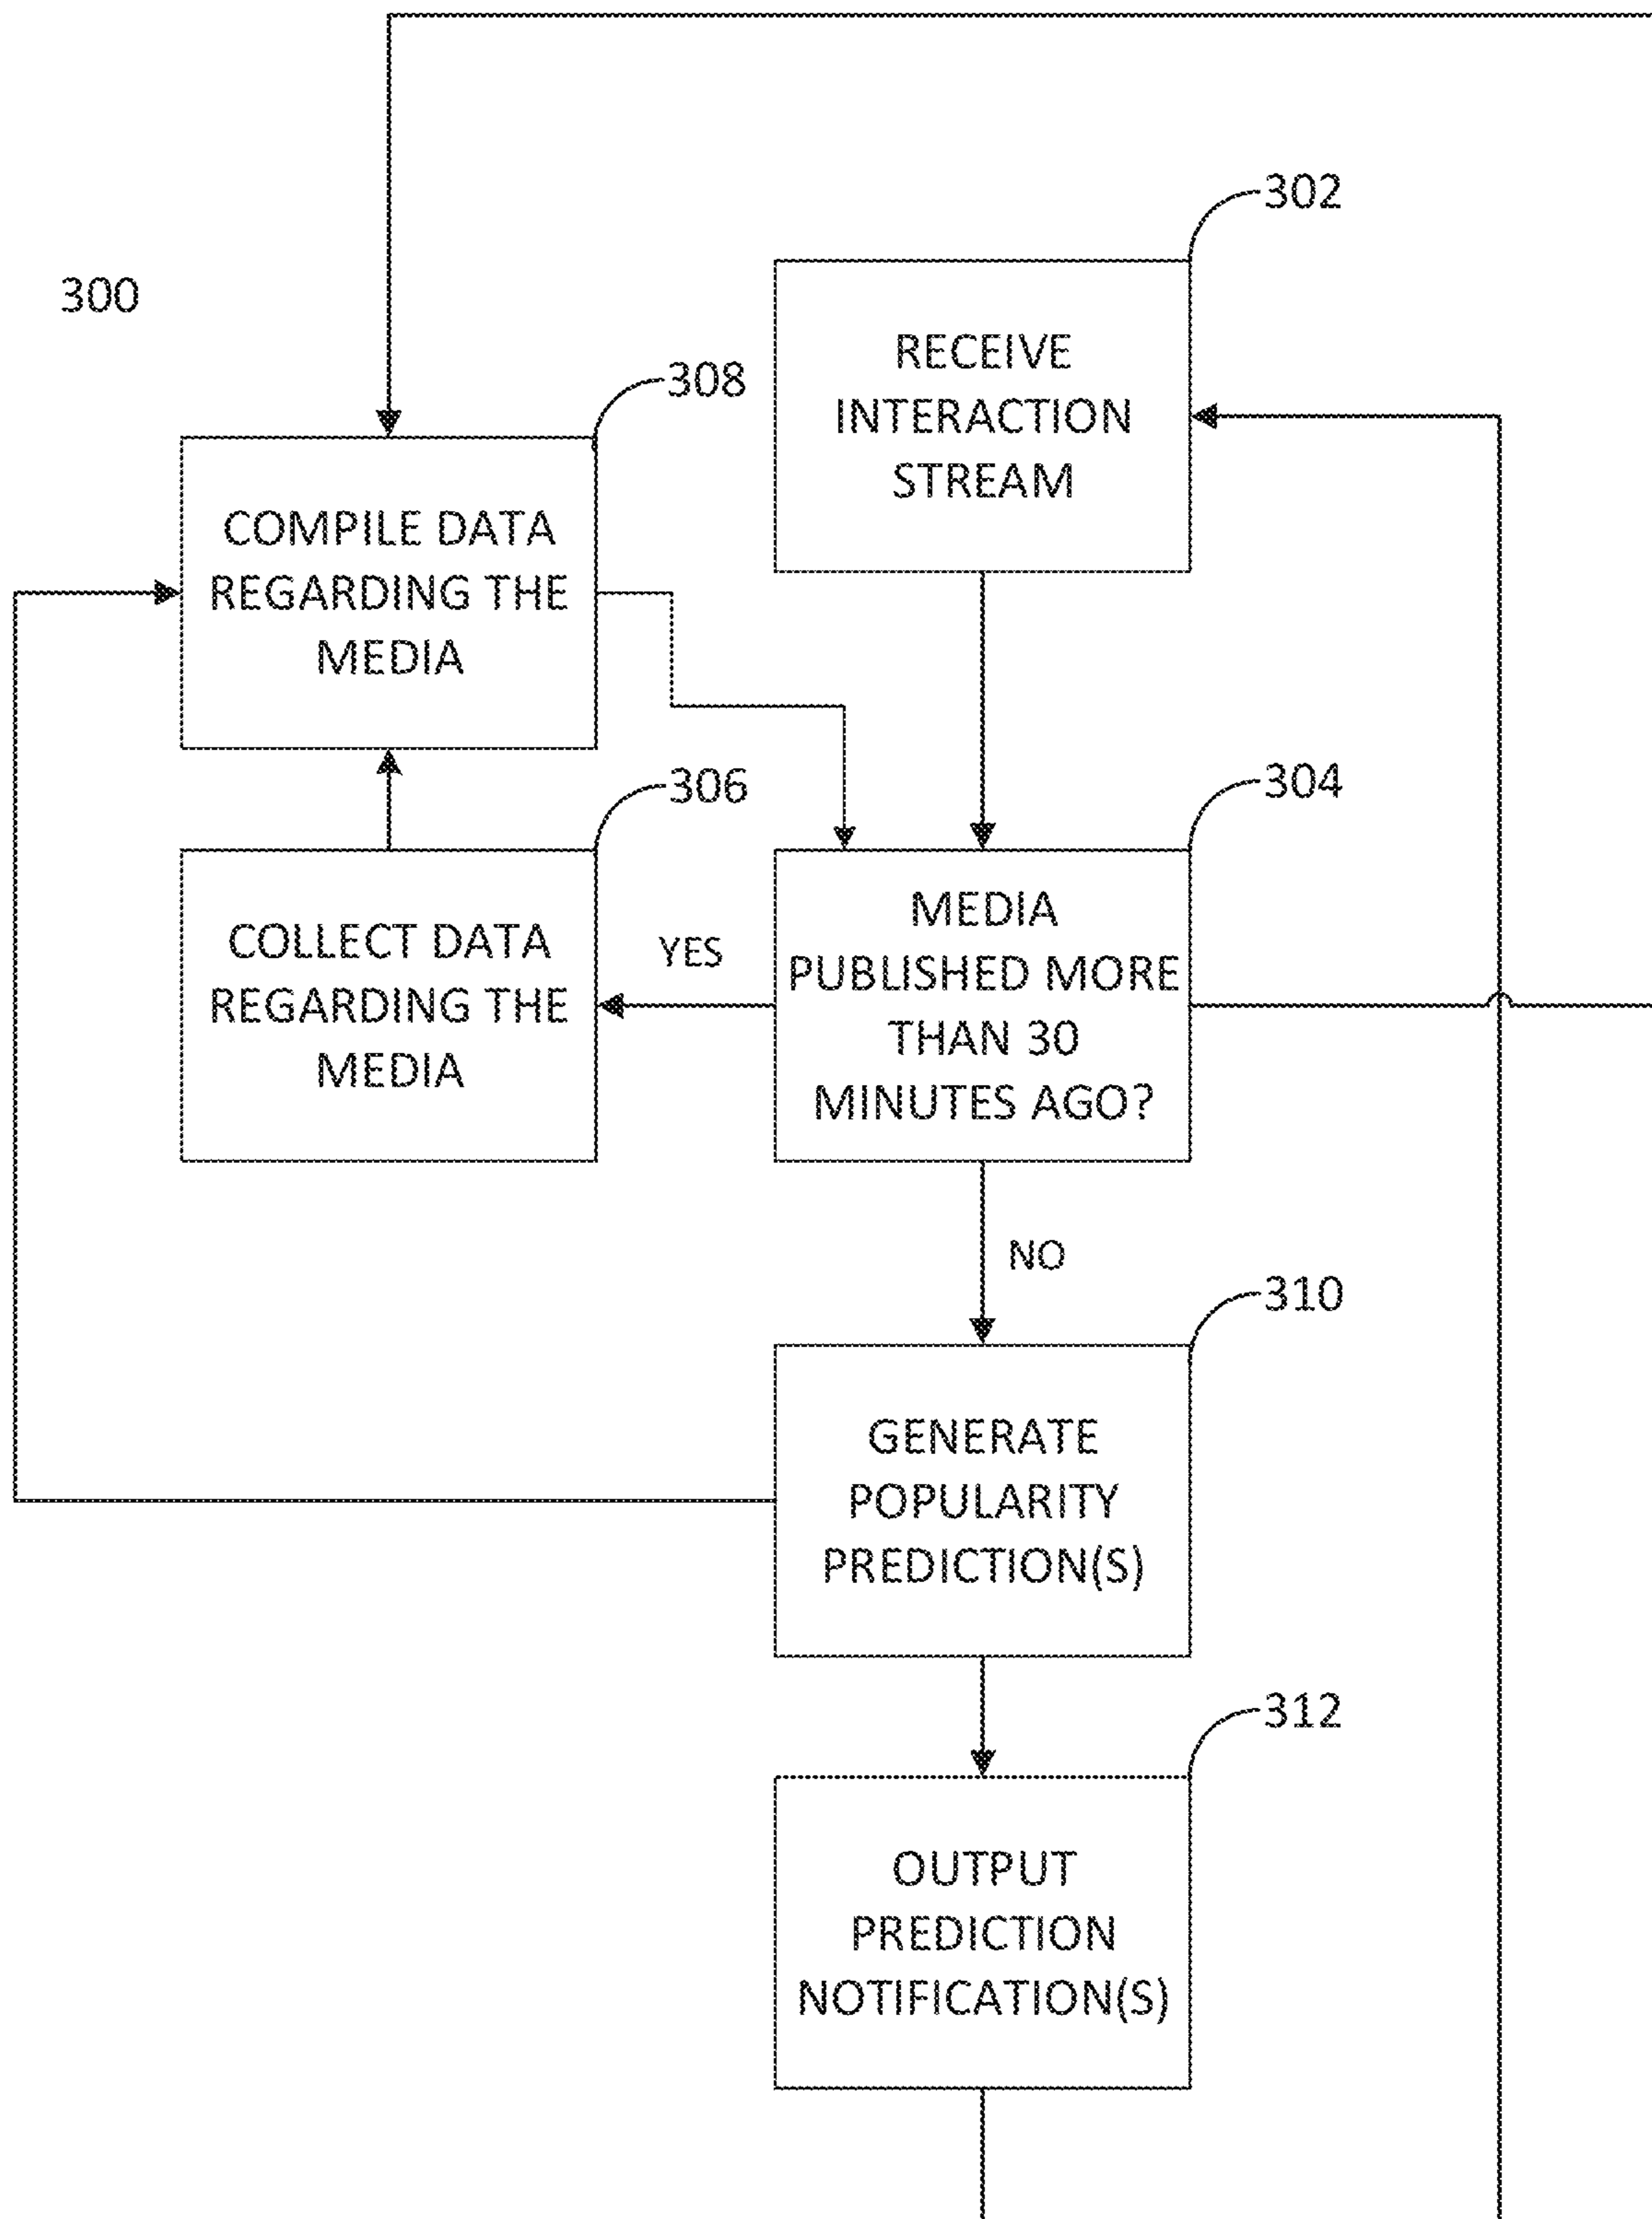 302
300
RECEIVE
INTERACTION
STREAM
308
COMPILE DATA
REGARDING THE
MEDIA
306
304
COLLECT DATA
REGARDING THE
MEDIA
YES
MEDIA
PUBLISHED MORE
THAN 30
MINUTES AGO?
NO
310
GENERATE
POPULARITY
PREDICTION(S)
312
OUTPUT
PREDICTION
NOTIFICATION(S)